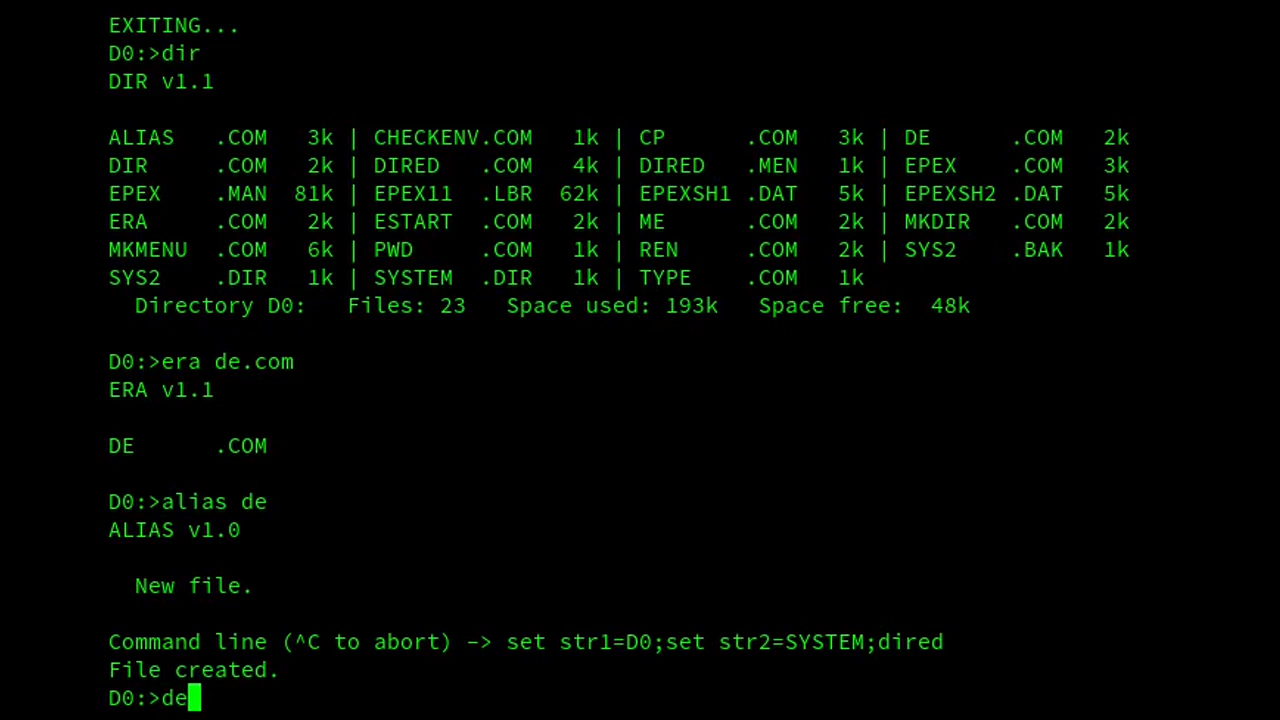 EXITING...
D0:>dir
DIR v1.1
ALIAS   .COM   3k | CHECKENV.COM   1k | CP      .COM   3k | DE      .COM   2k
DIR     .COM   2k | DIRED   .COM   4k | DIRED   .MEN   1k | EPEX    .COM   3k
EPEX    .MAN  81k | EPEX11  .LBR  62k | EPEXSH1 .DAT   5k | EPEXSH2 .DAT   5k
ERA     .COM   2k | ESTART  .COM   2k | ME      .COM   2k | MKDIR   .COM   2k
MKMENU  .COM   6k | PWD     .COM   1k | REN     .COM   2k | SYS2    .BAK   1k
SYS2    .DIR   1k | SYSTEM  .DIR   1k | TYPE    .COM   1k
  Directory D0:   Files: 23   Space used: 193k   Space free:  48k
D0:>era de.com
ERA v1.1
DE      .COM
D0:>alias de
ALIAS v1.0
  New file.
Command line (^C to abort) -> set str1=D0;set str2=SYSTEM;dired
File created.
D0:>de